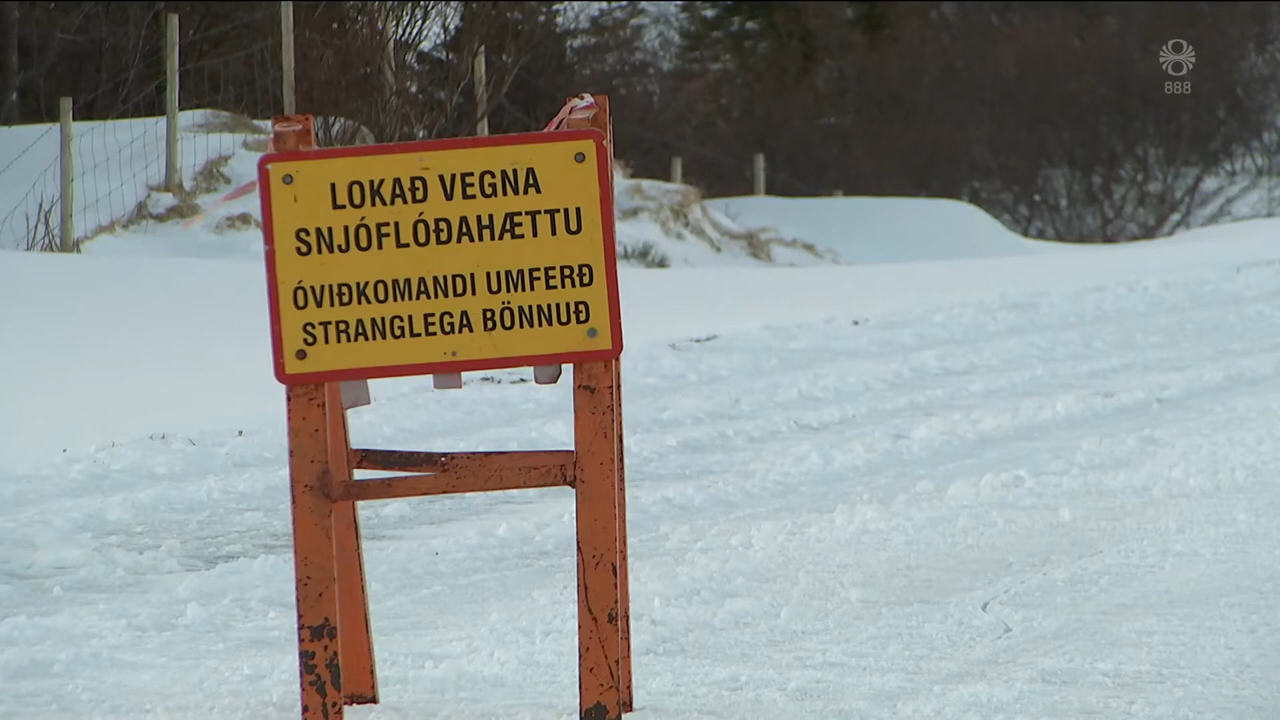 888
LOKAÐ VEGNA
SNJÓFLÓÐAHÆTTU
ÓVIÐKOMANDI UMFERÐ
STRANGLEGA BÖNNUÐ